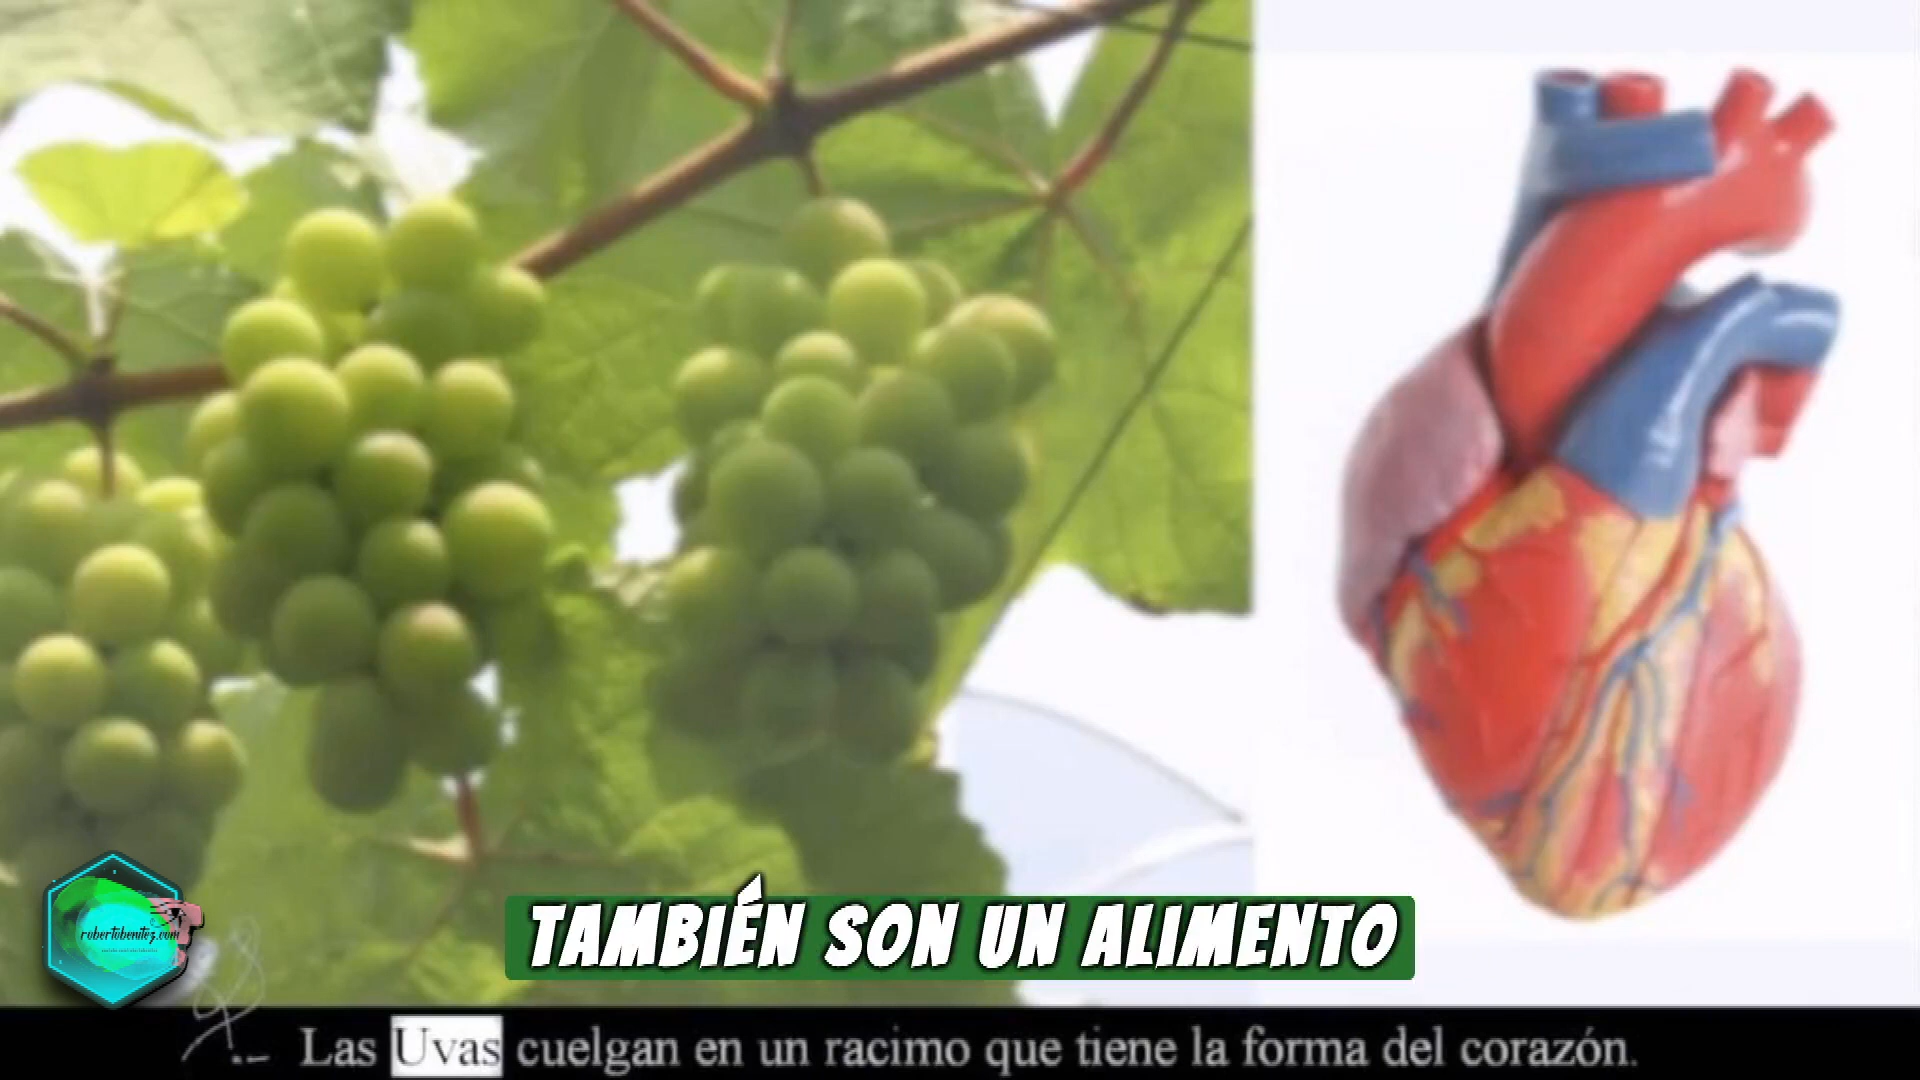 robertobenitez.com
TAMBIÉN SON UN ALIMENTO
Las Uvas cuelgan en un racimo que tiene la forma del corazón.